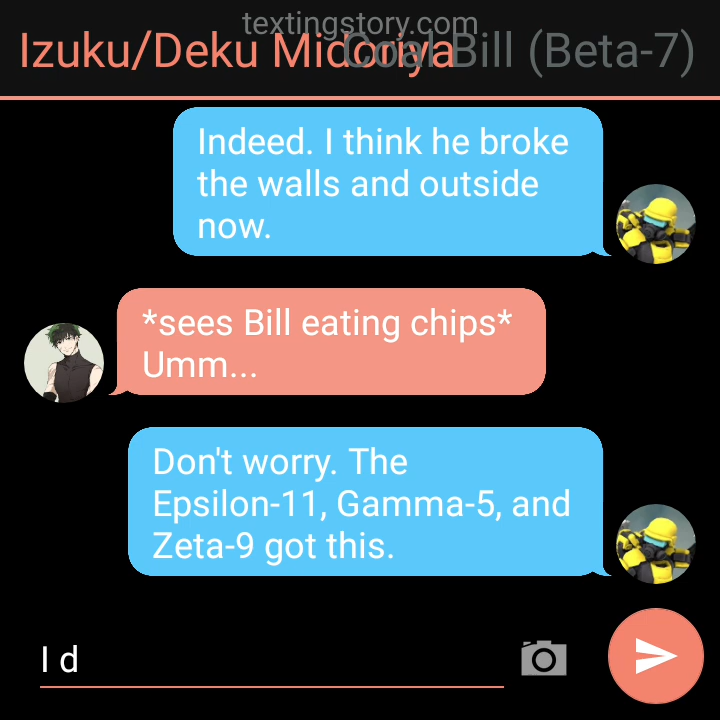 textingstory.com
Izuku/Deku Midoriya
Coal Bill (Beta-7)
Indeed. I think he broke
the walls and outside
now.
*sees Bill eating chips*
Umm...
Don't worry. The
Epsilon-11, Gamma-5, and
Zeta-9 got this.
I d